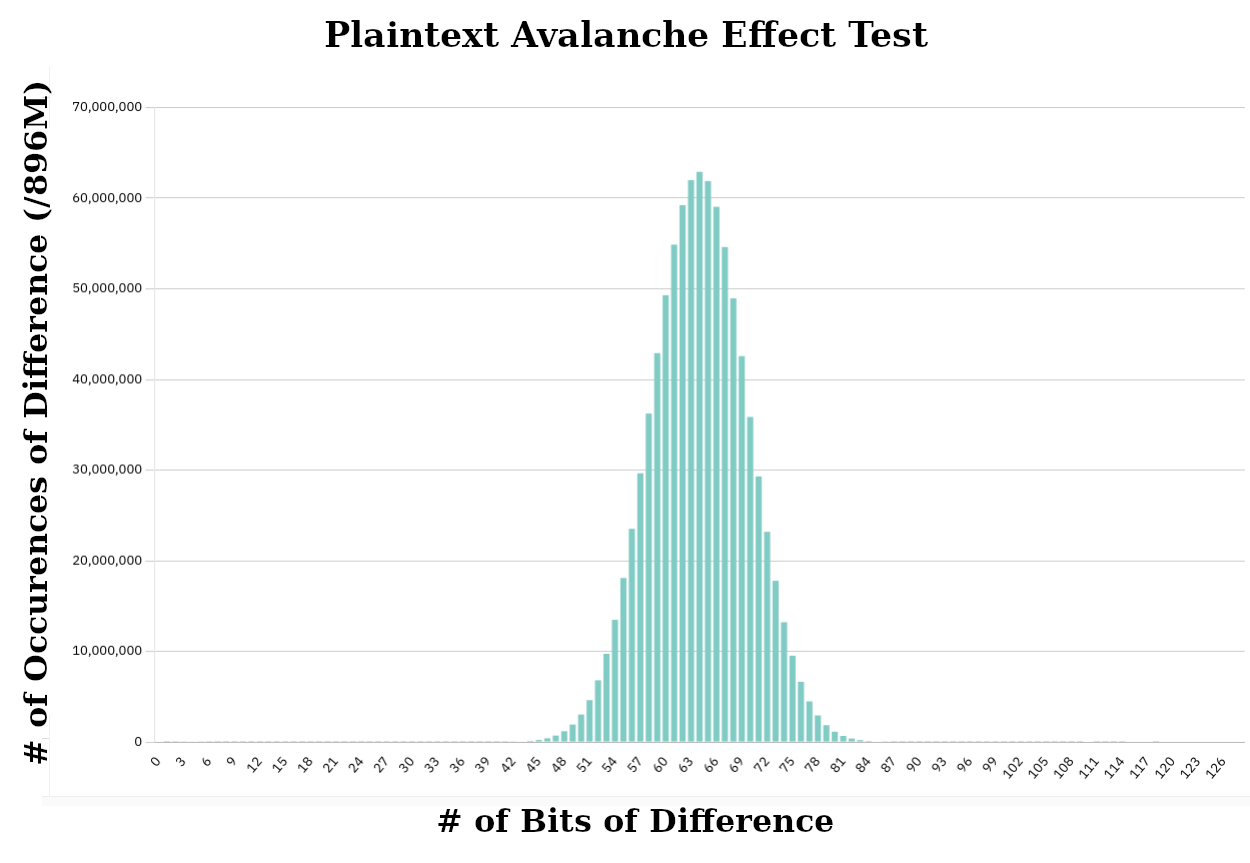 Plaintext Avalanche Effect Test
# of Occurences of Difference (/896M)
70,000,000
60,000,000
50,000,000
40,000,000
30,000,000
20,000,000
10,000,000
0
0 3 6 9 12 15 18 21 24 27 30 33 36 39 42 45 48 51 54 57 60 63 66 69 72 75 78 81 84 87 90 93 96 99 102 105 108 111 114 117 120 123 126
# of Bits of Difference